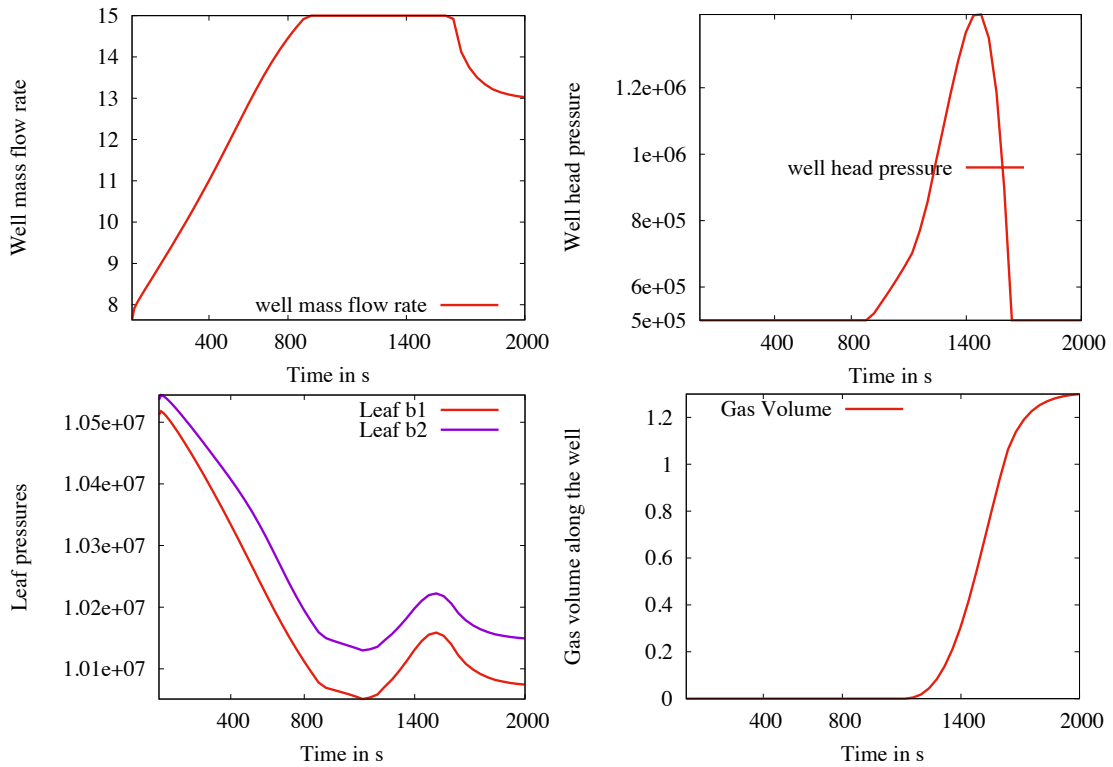 15
14
13
12
11
10
9
8
Well mass flow rate
well mass flow rate
400
800
1400
2000
Time in s
1.2e+06
1e+06
8e+05
6e+05
5e+05
Well head pressure
well head pressure
400
800
1400
2000
Time in s
1.05e+07
1.04e+07
1.03e+07
1.02e+07
1.01e+07
Leaf pressures
Leaf b1
Leaf b2
400
800
1400
2000
Time in s
1.2
1
0.8
0.6
0.4
0.2
0
Gas volume along the well
Gas Volume
400
800
1400
2000
Time in s